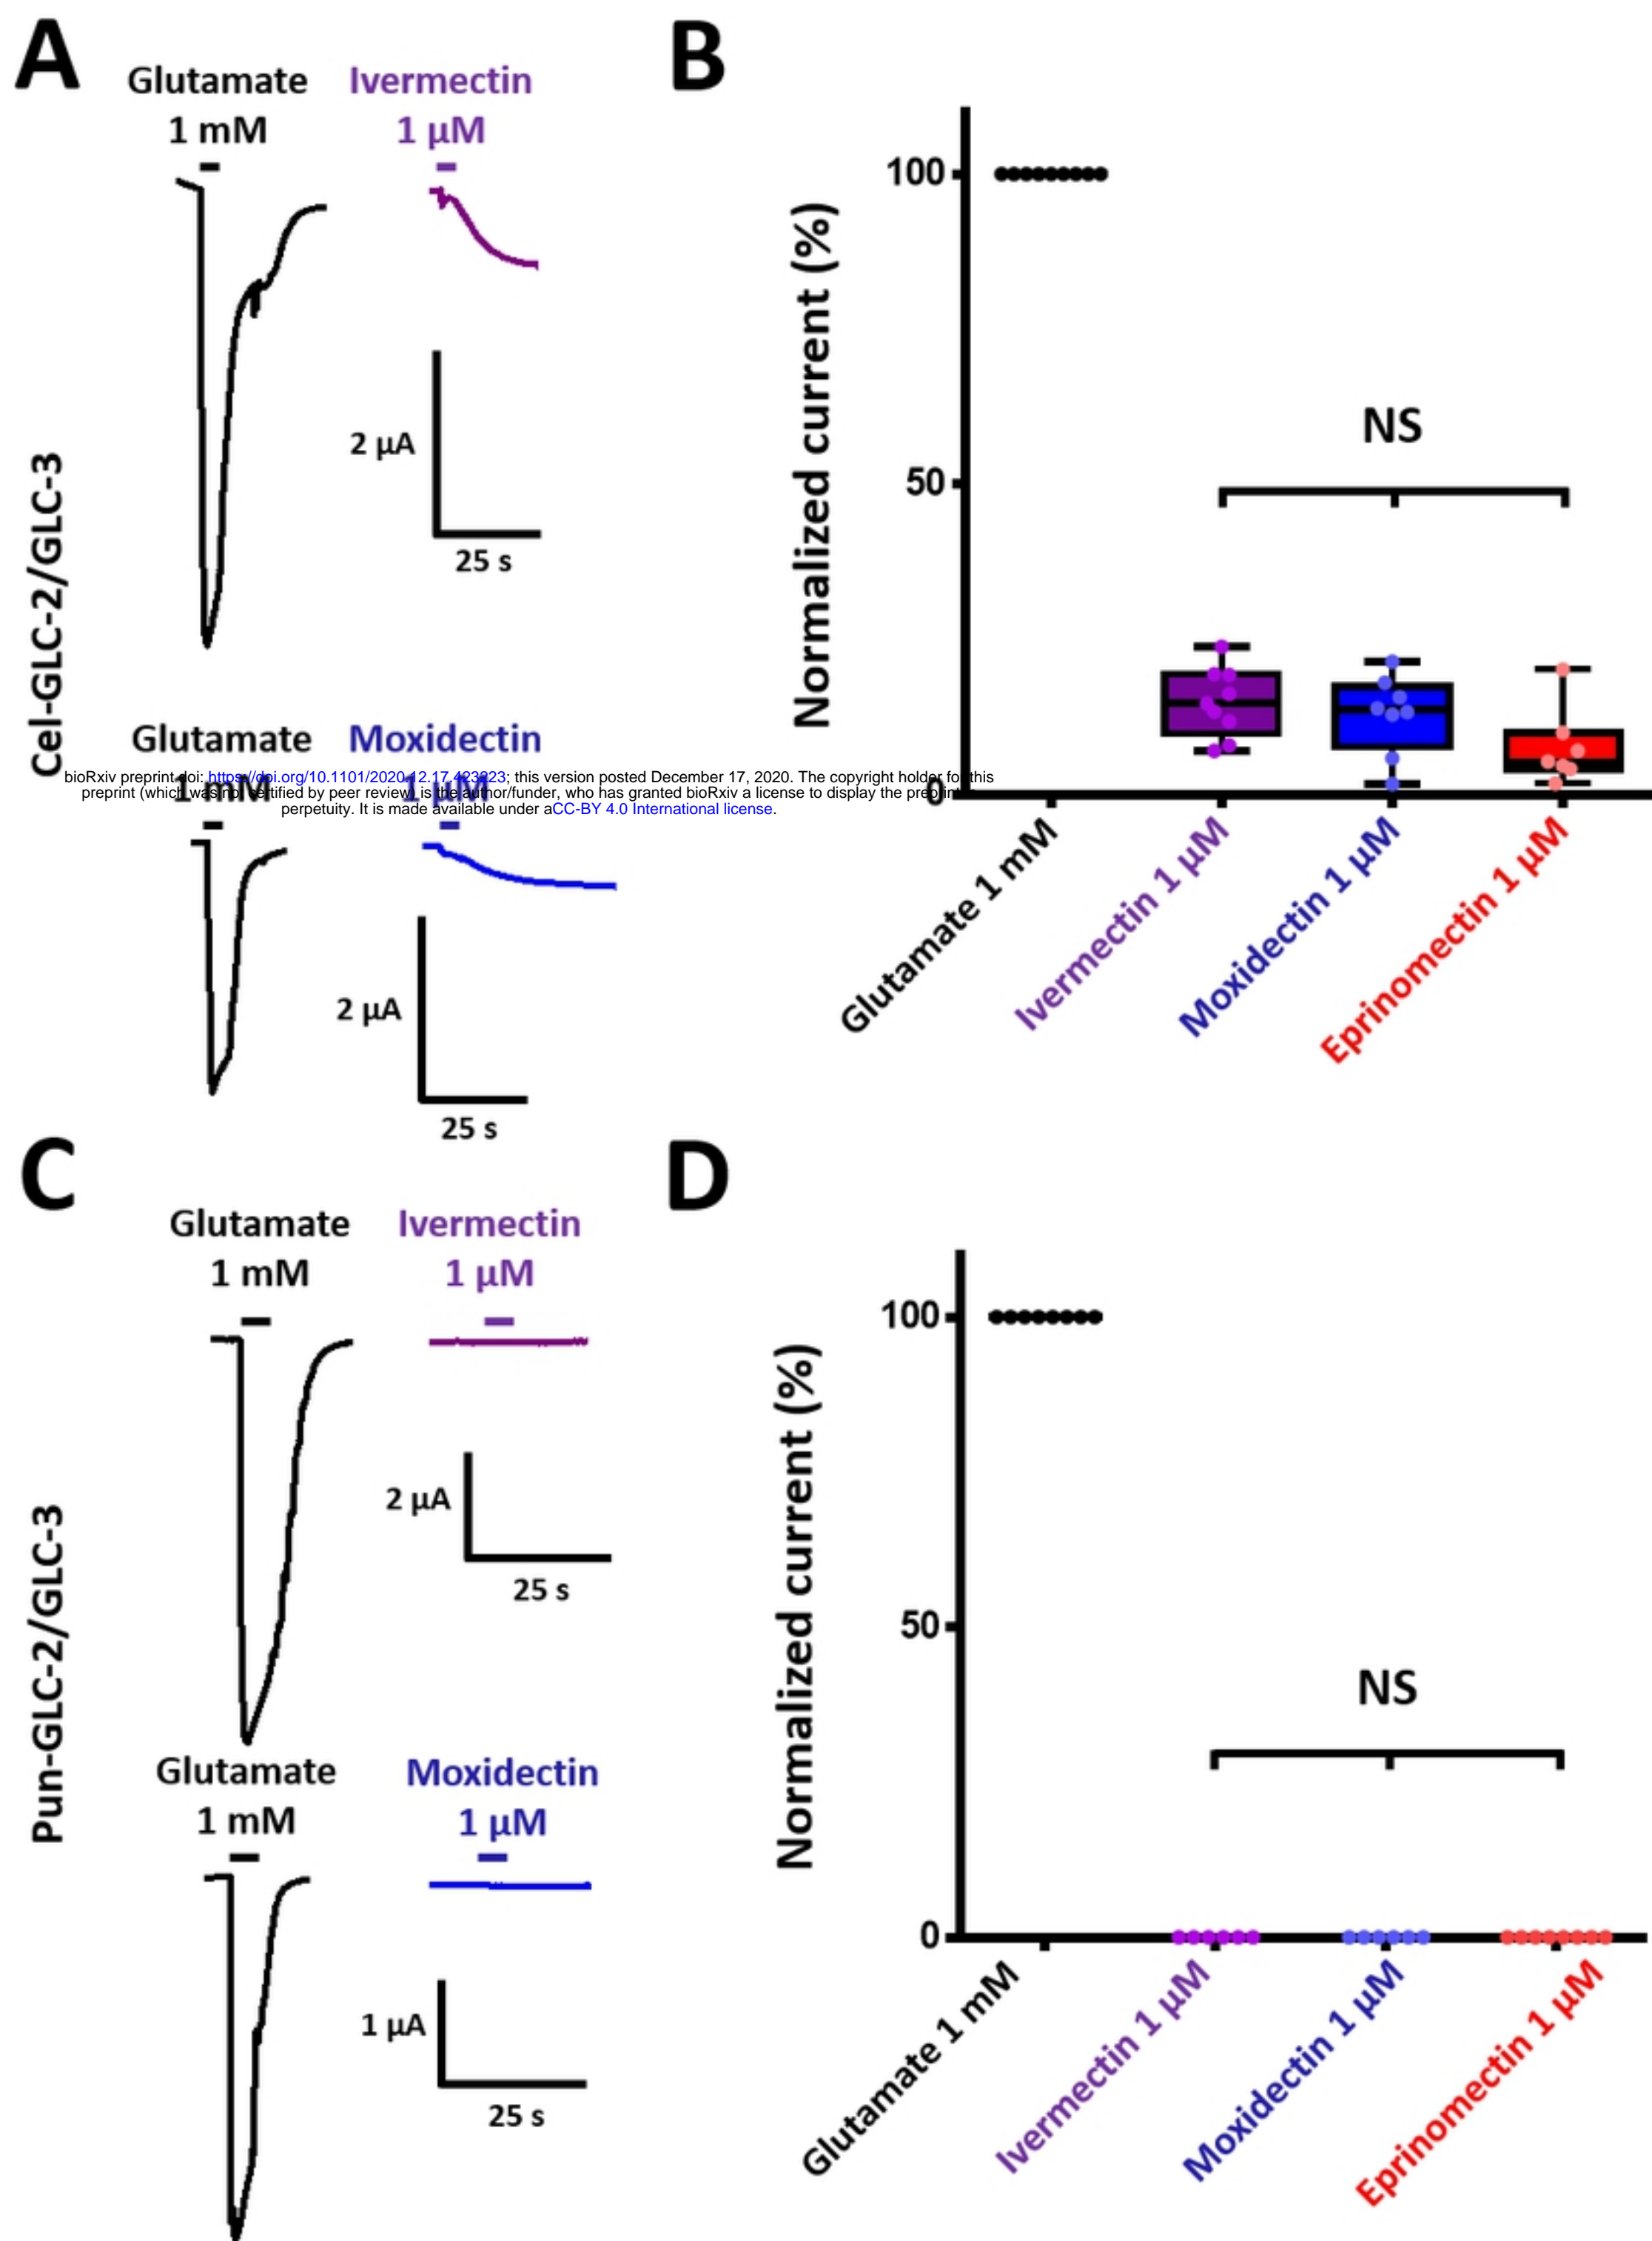 A
B
Glutamate Ivermectin
1 mM 1 µM
2 µA
25 s
Cel-GLC-2/GLC-3
Glutamate Moxidectin
1 mM 1 µM
bioRxiv preprint doi: https://doi.org/10.1101/2020.12.17.423223; this version posted December 17, 2020. The copyright holder for this
preprint (which was not certified by peer review) is the author/funder, who has granted bioRxiv a license to display the preprint in
perpetuity. It is made available under aCC-BY 4.0 International license.
2 µA
25 s
Normalized current (%)
100
50
0
NS
Glutamate 1 mM
Ivermectin 1 µM
Moxidectin 1 µM
Eprinomectin 1 µM
C
D
Glutamate Ivermectin
1 mM 1 µM
2 µA
25 s
Pun-GLC-2/GLC-3
Glutamate Moxidectin
1 mM 1 µM
1 µA
25 s
Normalized current (%)
100
50
0
NS
Glutamate 1 mM
Ivermectin 1 µM
Moxidectin 1 µM
Eprinomectin 1 µM